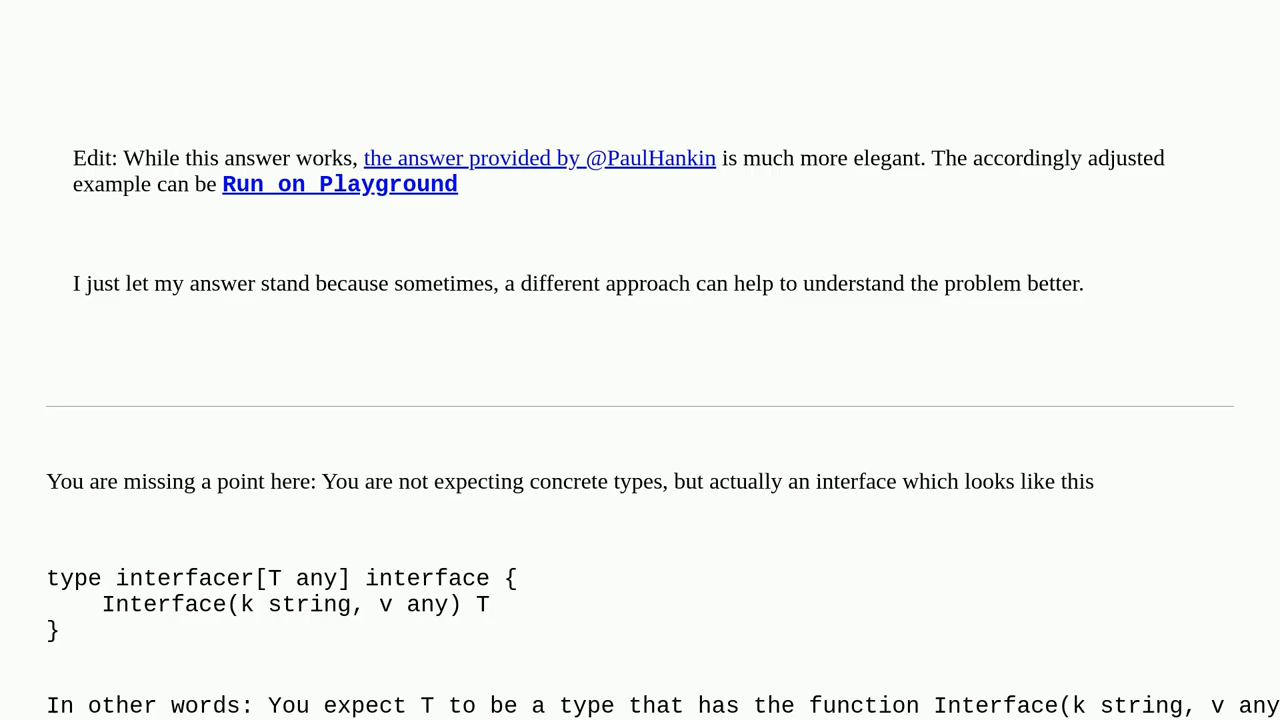 Edit: While this answer works, the answer provided by @PaulHankin is much more elegant. The accordingly adjusted
example can be Run on Playground
I just let my answer stand because sometimes, a different approach can help to understand the problem better.
You are missing a point here: You are not expecting concrete types, but actually an interface which looks like this
type interfacer[T any] interface {
    Interface(k string, v any) T
}
In other words: You expect T to be a type that has the function Interface(k string, v any